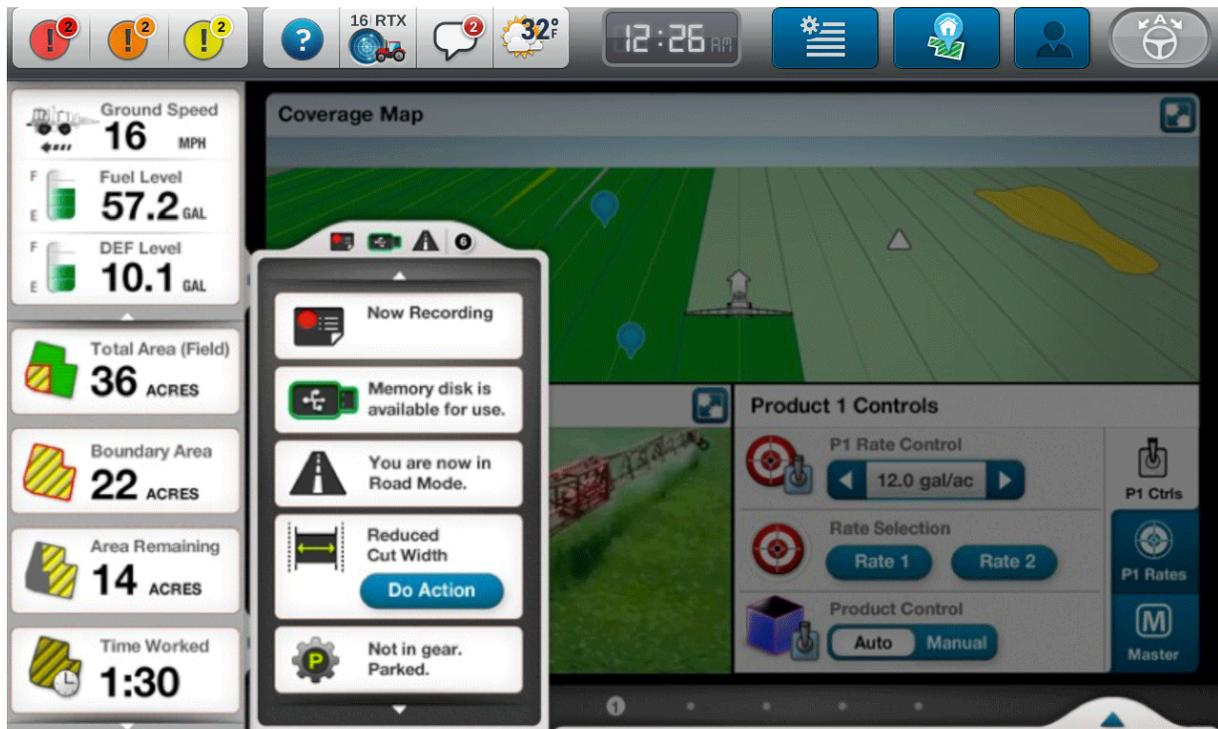 2
2
2
?
16 RTX
2
32°F
12:26 AM
A
Ground Speed
16 MPH
F
Fuel Level
57.2 GAL
E
F
DEF Level
10.1 GAL
E
Total Area (Field)
36 ACRES
Boundary Area
22 ACRES
Area Remaining
14 ACRES
Time Worked
1:30
Coverage Map
6
Now Recording
Memory disk is
available for use.
You are now in
Road Mode.
Reduced
Cut Width
Do Action
P
Not in gear.
Parked.
Product 1 Controls
P1 Rate Control
12.0 gal/ac
Rate Selection
Rate 1
Rate 2
Product Control
Auto
Manual
P1 Ctrls
P1 Rates
M
Master
1